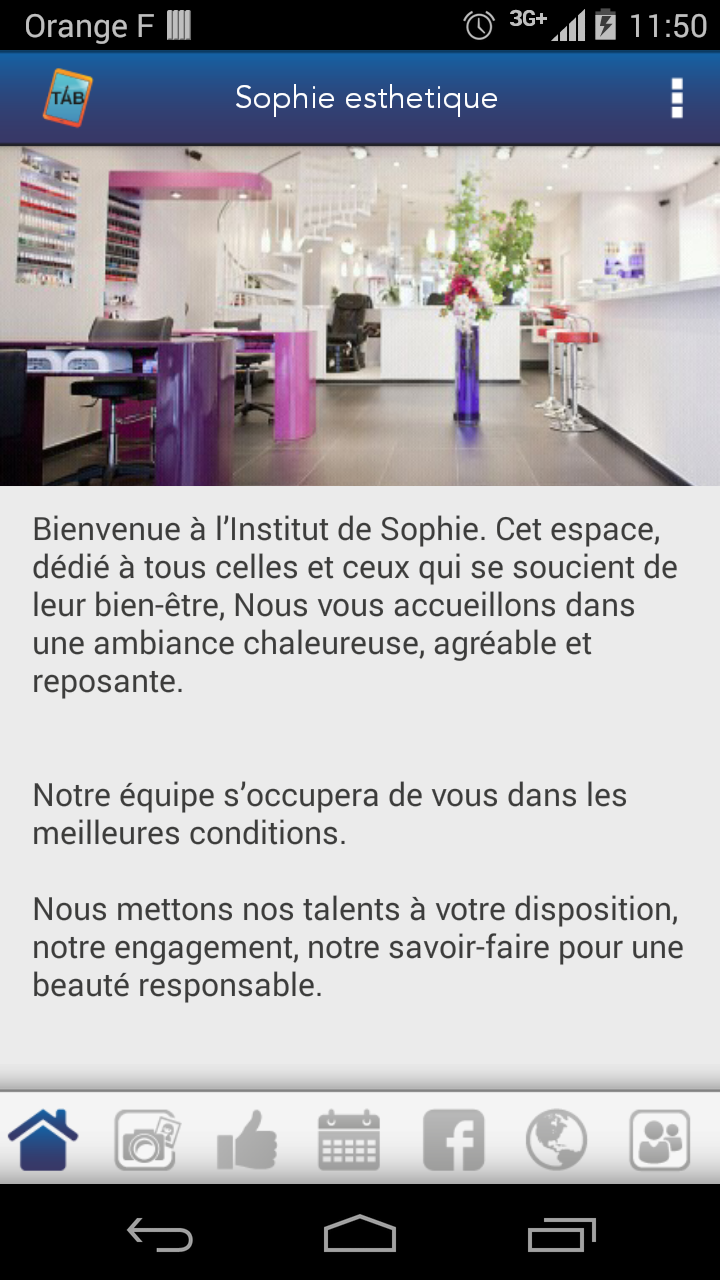 Orange F
3G+
11:50
TAB
Sophie esthetique
Bienvenue à l’Institut de Sophie. Cet espace,
dédié à tous celles et ceux qui se soucient de
leur bien-être, Nous vous accueillons dans
une ambiance chaleureuse, agréable et
reposante.
Notre équipe s’occupera de vous dans les
meilleures conditions.
Nous mettons nos talents à votre disposition,
notre engagement, notre savoir-faire pour une
beauté responsable.